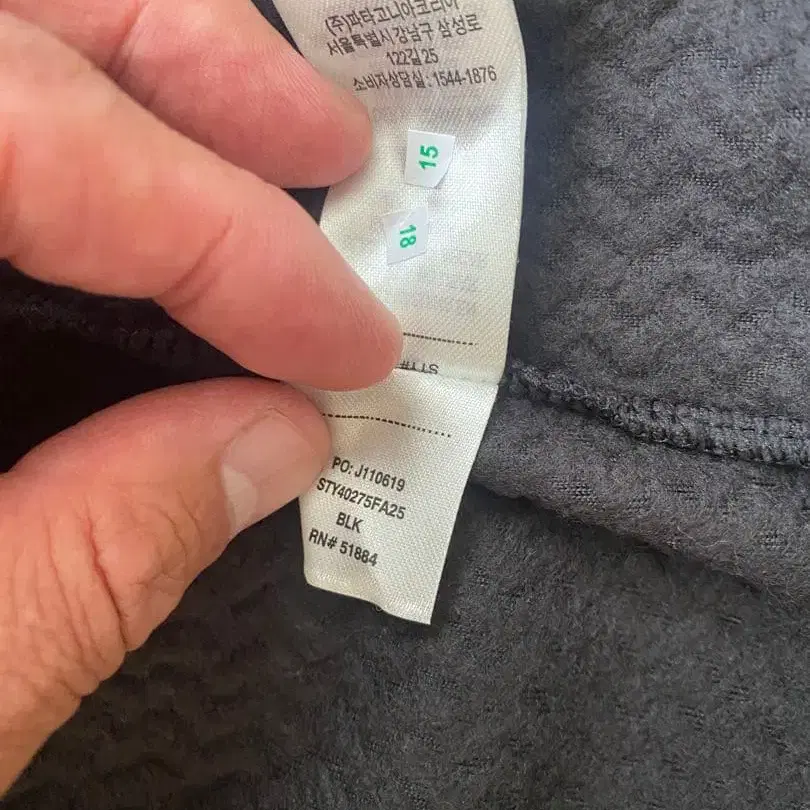 (주)파타고니아코리아
서울특별시 강남구 삼성로
122길 25
소비자상담실 : 1544-1876
15
18
STY#
PO: J110619
STY40275FA25
BLK
RN# 51884